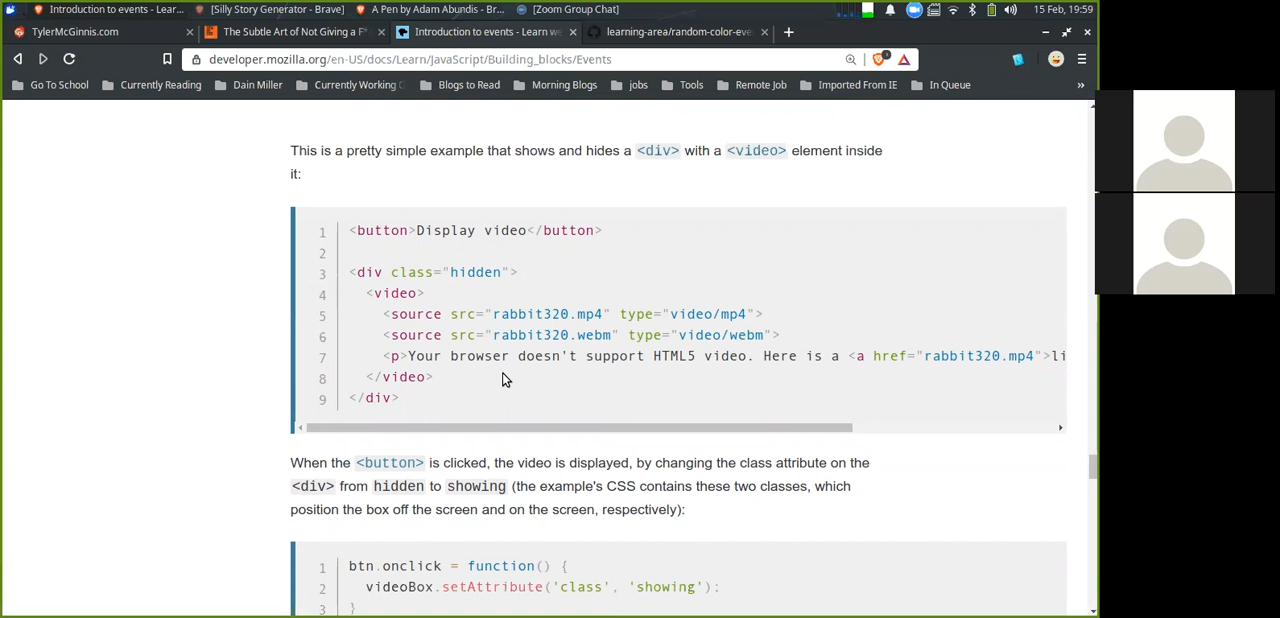 Introduction to events - Lear... [Silly Story Generator - Brave] A Pen by Adam Abundis - Br... [Zoom Group Chat] 15 Feb, 19:59
TylerMcGinnis.com The Subtle Art of Not Giving a F* Introduction to events - Learn we learning-area/random-color-eve
developer.mozilla.org/en-US/docs/Learn/JavaScript/Building_blocks/Events 1
Go To School Currently Reading Dain Miller Currently Working Blogs to Read Morning Blogs jobs Tools Remote Job Imported From IE In Queue »
This is a pretty simple example that shows and hides a <div> with a <video> element inside
it:
1 <button>Display video</button>
2
3 <div class="hidden">
4 <video>
5 <source src="rabbit320.mp4" type="video/mp4">
6 <source src="rabbit320.webm" type="video/webm">
7 <p>Your browser doesn't support HTML5 video. Here is a <a href="rabbit320.mp4">li
8 </video>
9 </div>
When the <button> is clicked, the video is displayed, by changing the class attribute on the
<div> from hidden to showing (the example's CSS contains these two classes, which
position the box off the screen and on the screen, respectively):
1 btn.onclick = function() {
2 videoBox.setAttribute('class', 'showing');
3 }